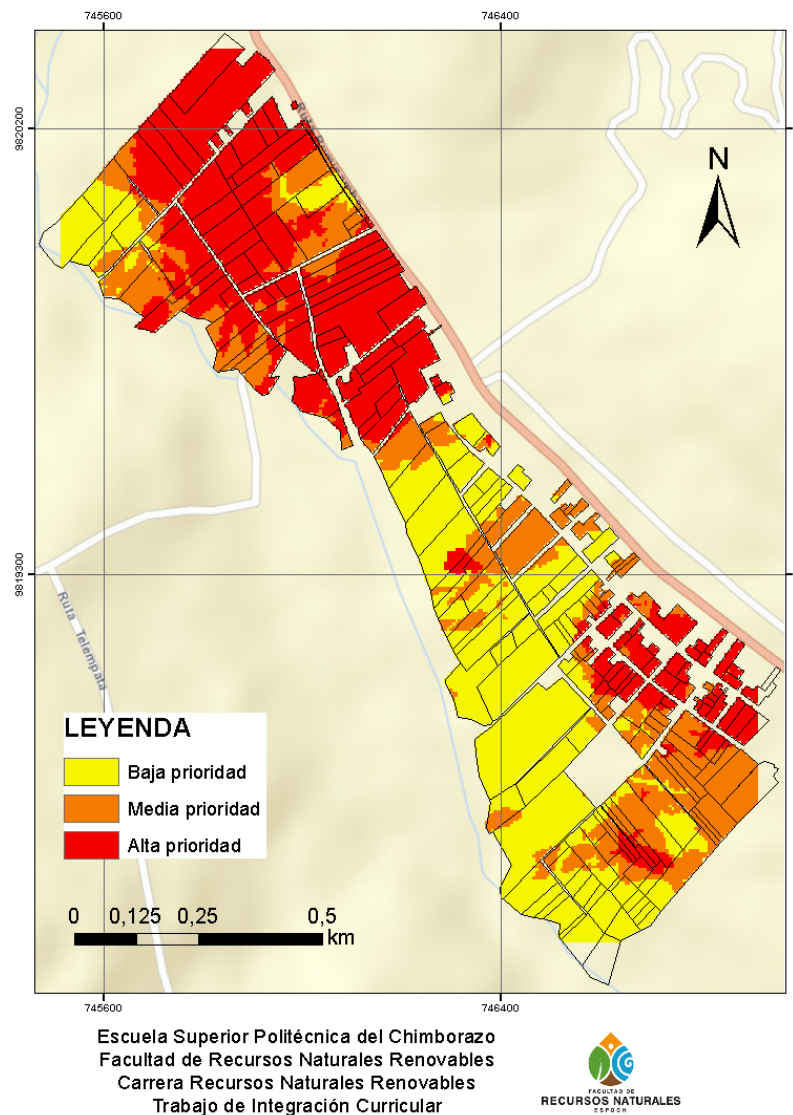 745600
746400
9820200
N
9819300
Ruta Telempata
LEYENDA
Baja prioridad
Media prioridad
Alta prioridad
0 0,125 0,25 0,5
km
745600
746400
Escuela Superior Politécnica del Chimborazo
Facultad de Recursos Naturales Renovables
Carrera Recursos Naturales Renovables
Trabajo de Integración Curricular
FACULTAD DE
RECURSOS NATURALES
ESPOCH